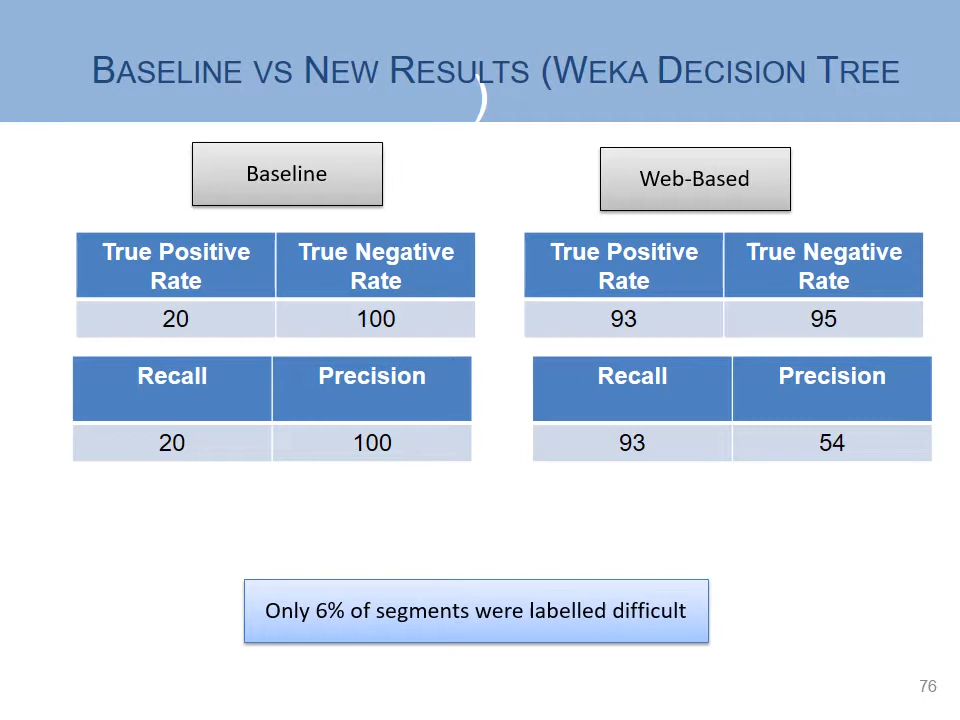 BASELINE VS NEW RESULTS (WEKA DECISION TREE
)
Baseline
Web-Based
True Positive Rate
True Negative Rate
20
100
True Positive Rate
True Negative Rate
93
95
Recall
Precision
20
100
Recall
Precision
93
54
Only 6% of segments were labelled difficult
76